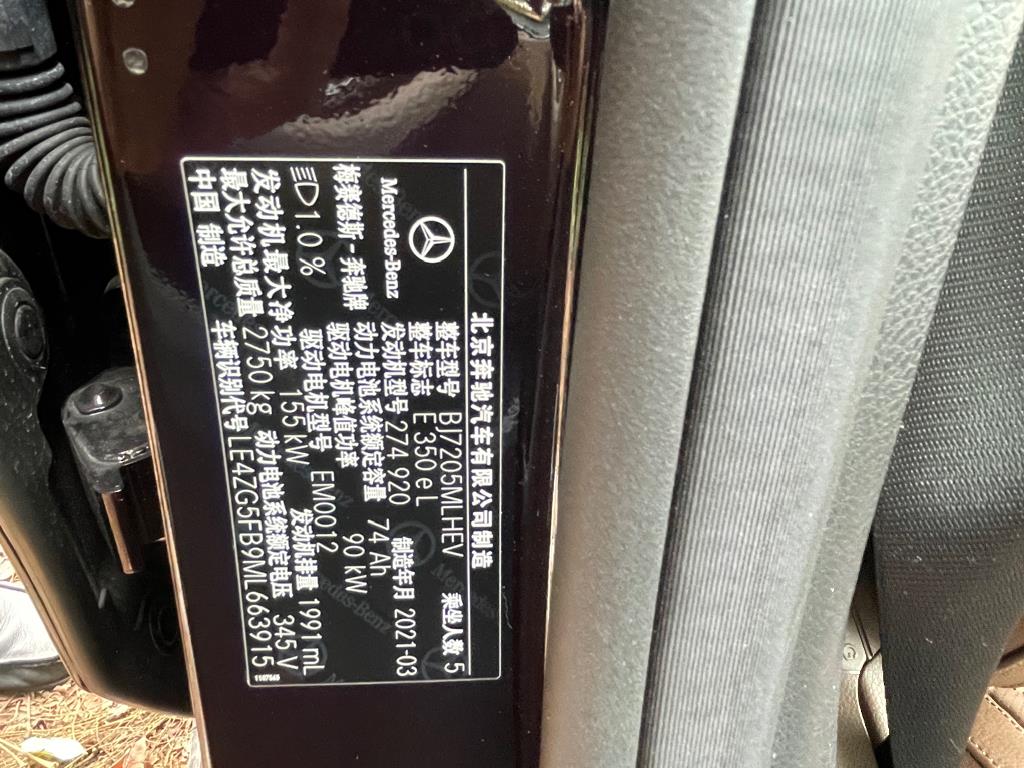 北京奔驰汽车有限公司制造
Mercedes-Benz
整车型号 BJ7205MLHEV 乘坐人数 5
整车标志 E 350 e L
发动机型号 274 920 制造年月 2021-03
梅赛德斯-奔驰牌 动力电池系统额定容量 74 Ah
驱动电机峰值功率 90 kW
1.0 % 驱动电机型号 EM0012
发动机最大净功率 155 kW 发动机排量 1991 mL
最大允许总质量 2750 kg 动力电池系统额定电压 345 V
中国 制造 车辆识别代号 LE4ZG5FB9ML663915